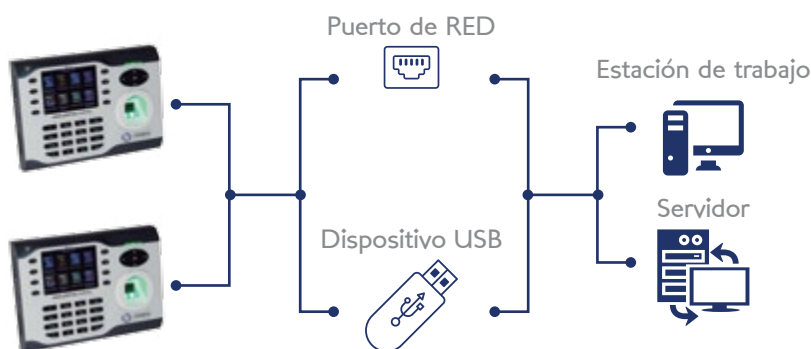 Puerto de RED
Estación de trabajo
Servidor
Dispositivo USB